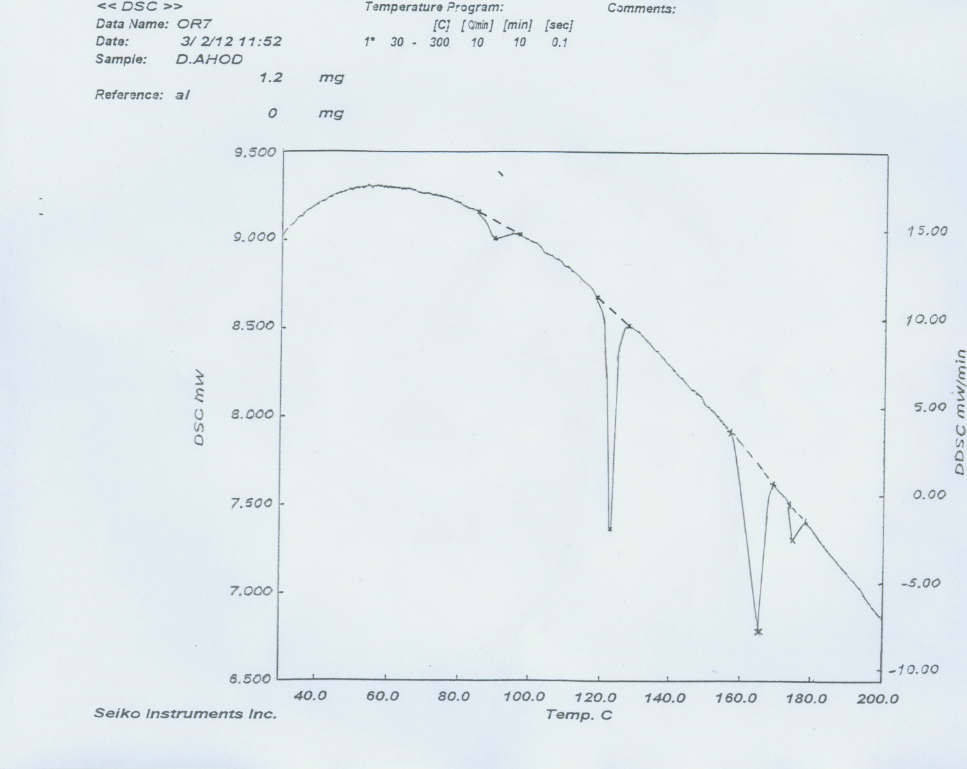 << DSC >>
Data Name: OR7
Date: 3/ 2/12 11:52
Sample: D.AHOD
1.2 mg
Reference: al
0 mg
Temperature Program:
[C] [C/min] [min] [sec]
1* 30 - 300 10 10 0.1
Comments:
9.500
9.000
8.500
8.000
7.500
7.000
6.500
DSC mW
15.00
10.00
5.00
0.00
-5.00
-10.00
DDSC mW/min
40.0 60.0 80.0 100.0 120.0 140.0 160.0 180.0 200.0
Temp. C
Seiko Instruments Inc.